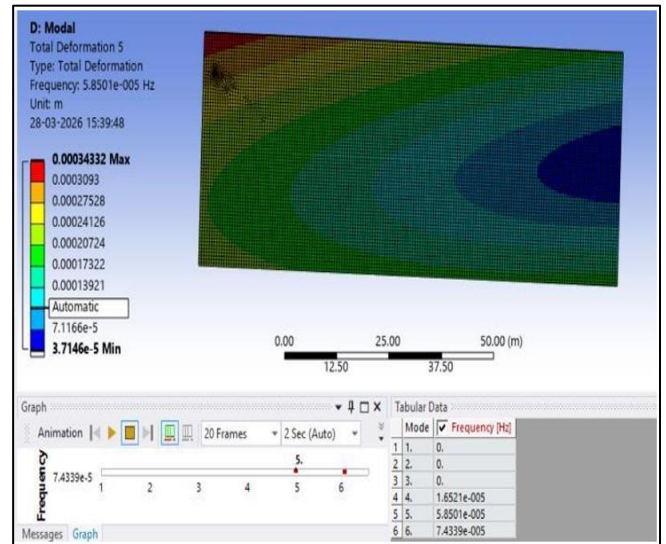 D: Modal
Total Deformation 5
Type: Total Deformation
Frequency: 5.8501e-005 Hz
Unit: m
28-03-2026 15:39:48
0.00034332 Max
0.0003093
0.00027528
0.00024126
0.00020724
0.00017322
0.00013921
Automatic
7.1166e-5
3.7146e-5 Min
0.00 25.00 50.00 (m)
12.50 37.50
Graph
Animation 20 Frames 2 Sec (Auto)
Frequency
5.
7.4339e-5
1 2 3 4 5 6
Messages Graph
Tabular Data
Mode Frequency [Hz]
1 1. 0.
2 2. 0.
3 3. 0.
4 4. 1.6521e-005
5 5. 5.8501e-005
6 6. 7.4339e-005